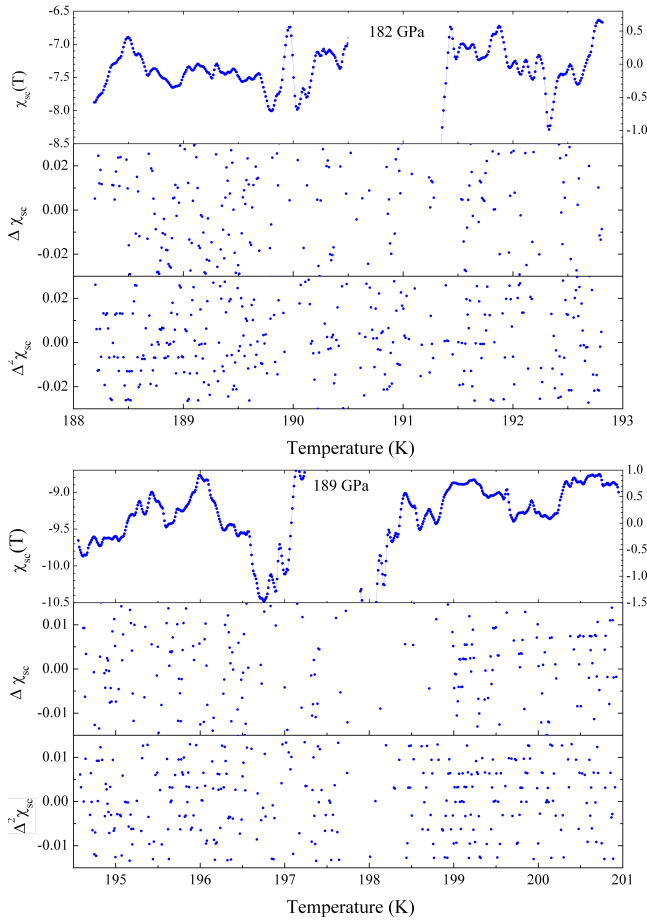 182 GPa
-6.5
-7.0
-7.5
-8.0
-8.5
0.5
0.0
-0.5
-1.0
χsc(T)
0.02
0.00
-0.02
Δ χsc
0.02
0.00
-0.02
Δ²χsc
188 189 190 191 192 193
Temperature (K)
189 GPa
-9.0
-9.5
-10.0
-10.5
1.0
0.5
0.0
-0.5
-1.0
-1.5
χsc(T)
0.01
0.00
-0.01
Δ χsc
0.01
0.00
-0.01
Δ²χsc
195 196 197 198 199 200 201
Temperature (K)